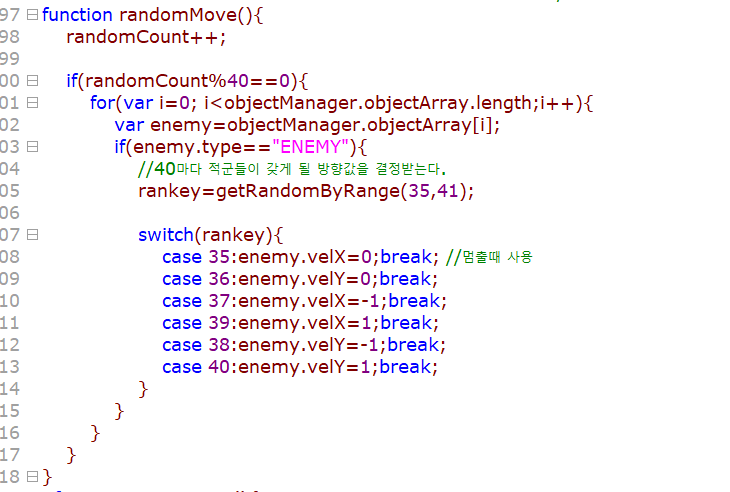 97 function randomMove(){
98 randomCount++;
99
00 if(randomCount%40==0){
01 for(var i=0; i<objectManager.objectArray.length;i++){
02 var enemy=objectManager.objectArray[i];
03 if(enemy.type=="ENEMY"){
04 //40마다 적군들이 갖게 될 방향값을 결정받는다.
05 rankey=getRandomByRange(35,41);
06
07 switch(rankey){
08 case 35:enemy.velX=0;break; //멈출때 사용
09 case 36:enemy.velY=0;break;
10 case 37:enemy.velX=-1;break;
11 case 39:enemy.velX=1;break;
12 case 38:enemy.velY=-1;break;
13 case 40:enemy.velY=1;break;
14 }
15 }
16 }
17 }
18 }